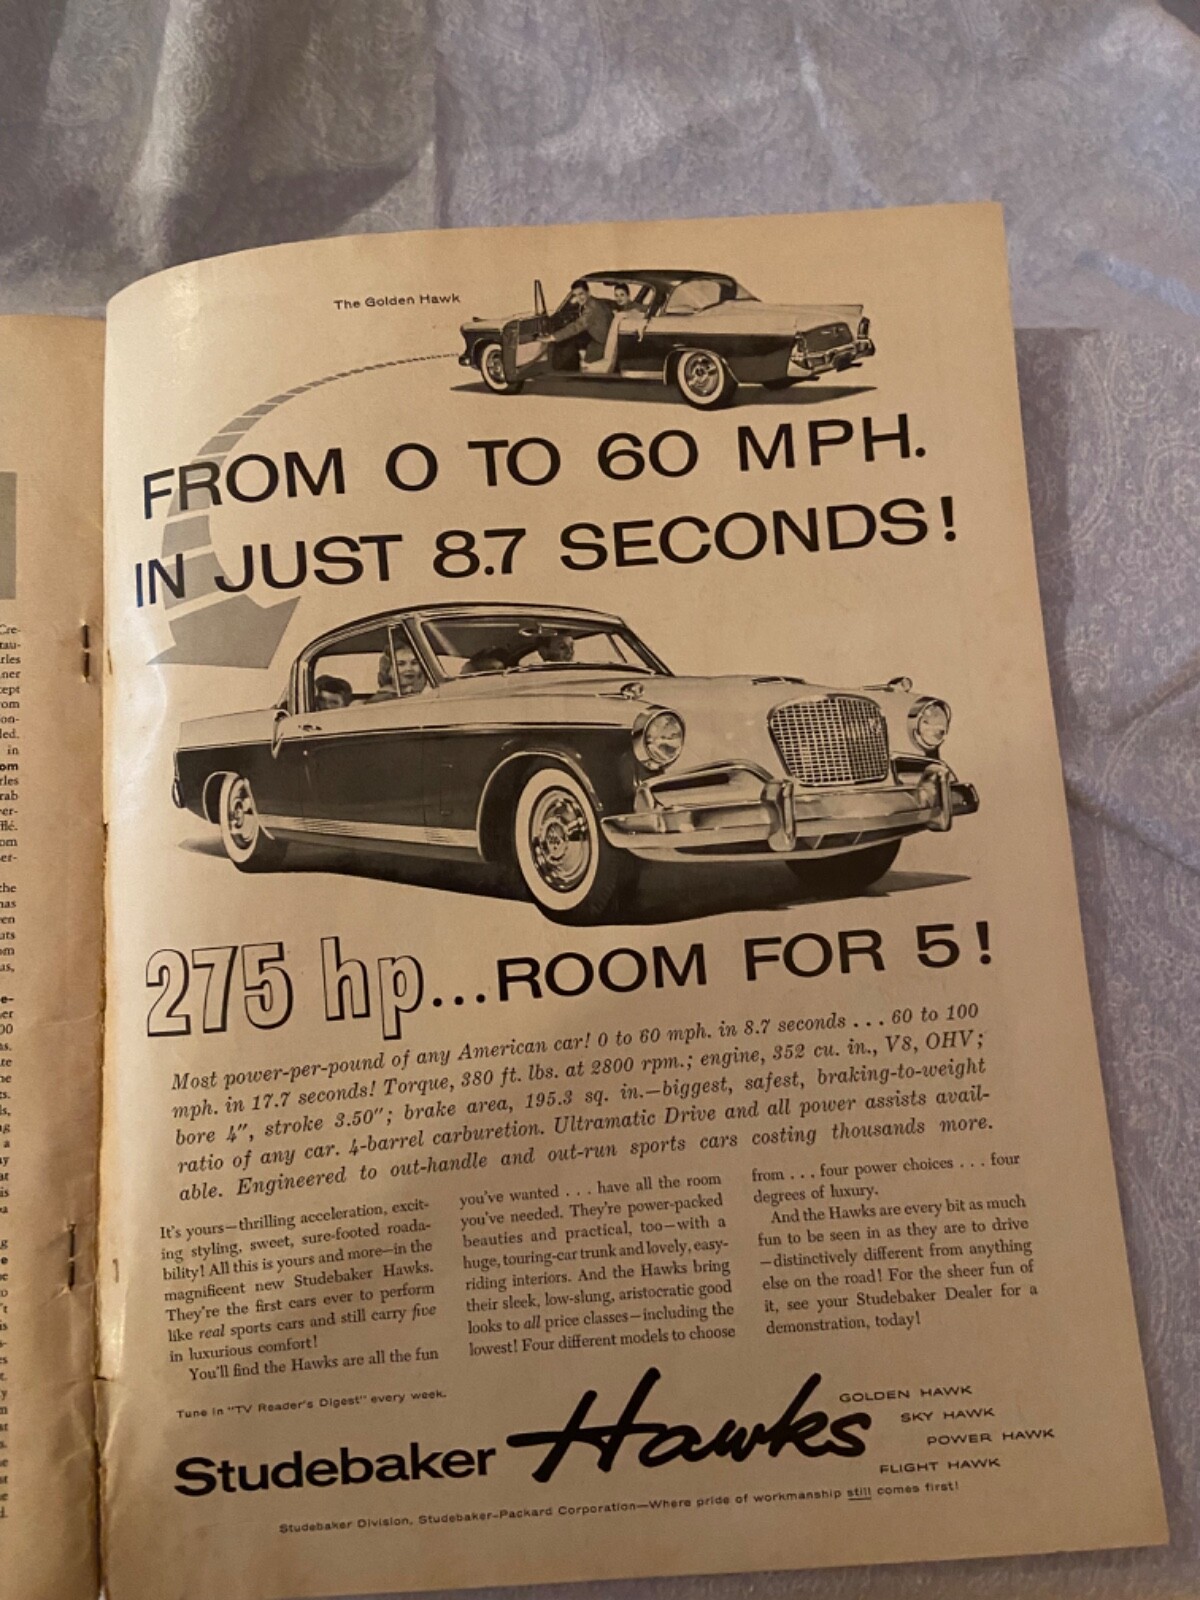 The Golden Hawk
FROM 0 TO 60 MPH.
IN JUST 8.7 SECONDS!
275 hp...ROOM FOR 5!
Most power-per-pound of any American car! 0 to 60 mph. in 8.7 seconds ... 60 to 100
mph. in 17.7 seconds! Torque, 380 ft. lbs. at 2800 rpm.; engine, 352 cu. in., V8, OHV;
bore 4", stroke 3.50"; brake area, 195.3 sq. in.—biggest, safest, braking-to-weight
ratio of any car. 4-barrel carburetion. Ultramatic Drive and all power assists avail-
able. Engineered to out-handle and out-run sports cars costing thousands more.
It's yours—thrilling acceleration, excit-
ing styling, sweet, sure-footed roada-
bility! All this is yours and more—in the
magnificent new Studebaker Hawks.
They're the first cars ever to perform
like real sports cars and still carry five
in luxurious comfort!
You'll find the Hawks are all the fun
you've wanted ... have all the room
you've needed. They're power-packed
beauties and practical, too—with a
huge, touring-car trunk and lovely, easy-
riding interiors. And the Hawks bring
their sleek, low-slung, aristocratic good
looks to all price classes—including the
lowest! Four different models to choose
from ... four power choices ... four
degrees of luxury.
And the Hawks are every bit as much
fun to be seen in as they are to drive
—distinctively different from anything
else on the road! For the sheer fun of
it, see your Studebaker Dealer for a
demonstration, today!
Tune in "TV Reader's Digest" every week.
Studebaker Hawks
GOLDEN HAWK
SKY HAWK
POWER HAWK
FLIGHT HAWK
Studebaker Division, Studebaker-Packard Corporation—Where pride of workmanship still comes first!